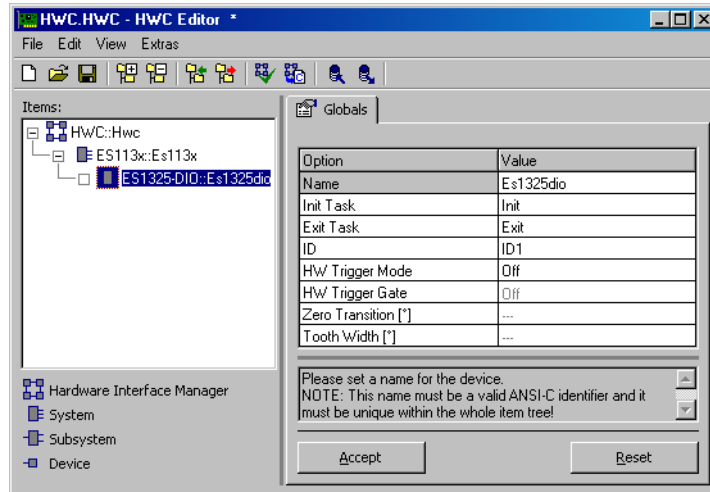 HWC.HWC - HWC Editor *
File Edit View Extras
Items:
HWC::Hwc
ES113x::Es113x
ES1325-DIO::Es1325dio
Hardware Interface Manager
System
Subsystem
Device
Globals
Option Value
Name Es1325dio
Init Task Init
Exit Task Exit
ID ID1
HW Trigger Mode Off
HW Trigger Gate Off
Zero Transition [*] ---
Tooth Width [*] ---
Please set a name for the device.
NOTE: This name must be a valid ANSI-C identifier and it
must be unique within the whole item tree!
Accept Reset